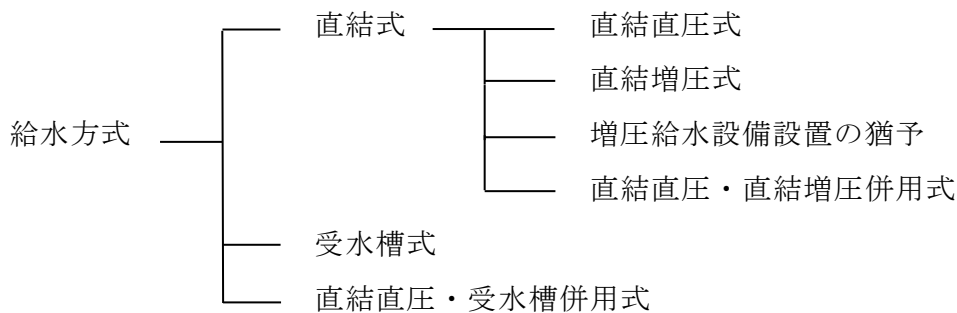 直結式
直結直圧式
直結増圧式
給水方式
増圧給水設備設置の猶予
直結直圧・直結増圧併用式
受水槽式
直結直圧・受水槽併用式